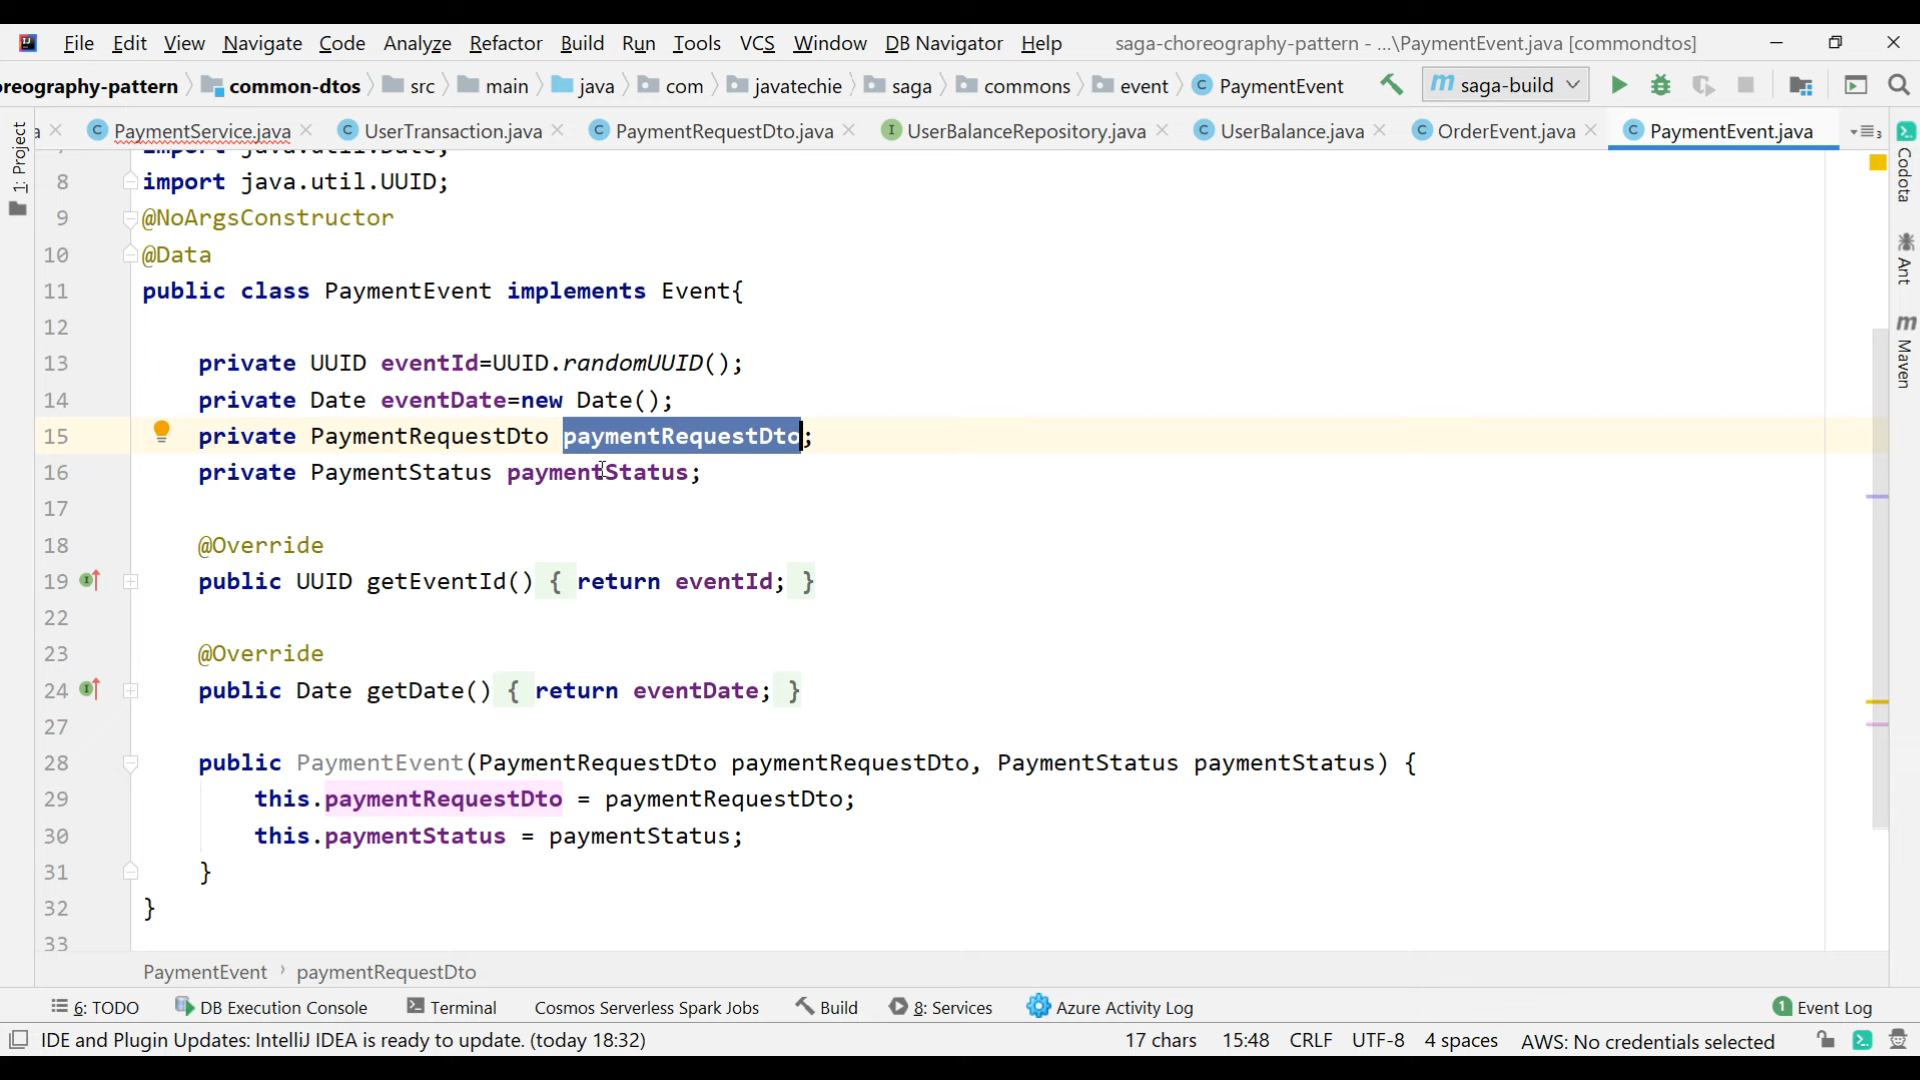 File Edit View Navigate Code Analyze Refactor Build Run Tools VCS Window DB Navigator Help saga-choreography-pattern - ...\PaymentEvent.java [commondtos]
reography-pattern common-dtos src main java com javatechie saga commons event PaymentEvent saga-build
a PaymentService.java UserTransaction.java PaymentRequestDto.java UserBalanceRepository.java UserBalance.java OrderEvent.java PaymentEvent.java
1: Project
import java.util.Date;
8 import java.util.UUID;
9 @NoArgsConstructor
10 @Data
11 public class PaymentEvent implements Event{
12
13 private UUID eventId=UUID.randomUUID();
14 private Date eventDate=new Date();
15 private PaymentRequestDto paymentRequestDto;
16 private PaymentStatus paymentStatus;
17
18 @Override
19 public UUID getEventId() { return eventId; }
22
23 @Override
24 public Date getDate() { return eventDate; }
27
28 public PaymentEvent(PaymentRequestDto paymentRequestDto, PaymentStatus paymentStatus) {
29 this.paymentRequestDto = paymentRequestDto;
30 this.paymentStatus = paymentStatus;
31 }
32 }
33
Codota
Ant
Maven
PaymentEvent › paymentRequestDto
6: TODO DB Execution Console Terminal Cosmos Serverless Spark Jobs Build 8: Services Azure Activity Log 1 Event Log
IDE and Plugin Updates: IntelliJ IDEA is ready to update. (today 18:32) 17 chars 15:48 CRLF UTF-8 4 spaces AWS: No credentials selected